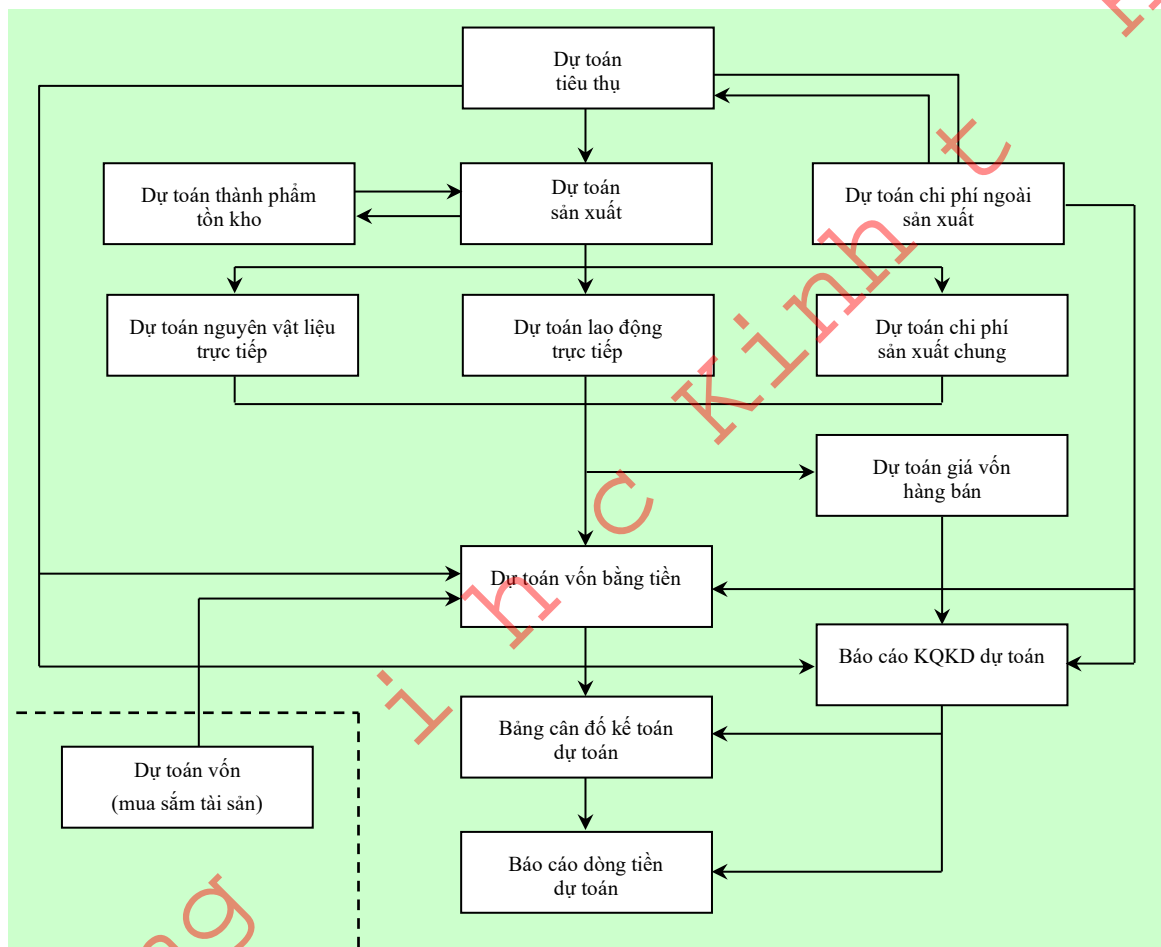 Dự toán
tiêu thụ
Dự toán thành phẩm
tồn kho
Dự toán
sản xuất
Dự toán chi phí ngoài
sản xuất
Dự toán nguyên vật liệu
trực tiếp
Dự toán lao động
trực tiếp
Dự toán chi phí
sản xuất chung
Dự toán giá vốn
hàng bán
Dự toán vốn bằng tiền
Báo cáo KQKD dự toán
Bảng cân đố kế toán
dự toán
Dự toán vốn
(mua sắm tài sản)
Báo cáo dòng tiền
dự toán
ng
inh c Kinh t